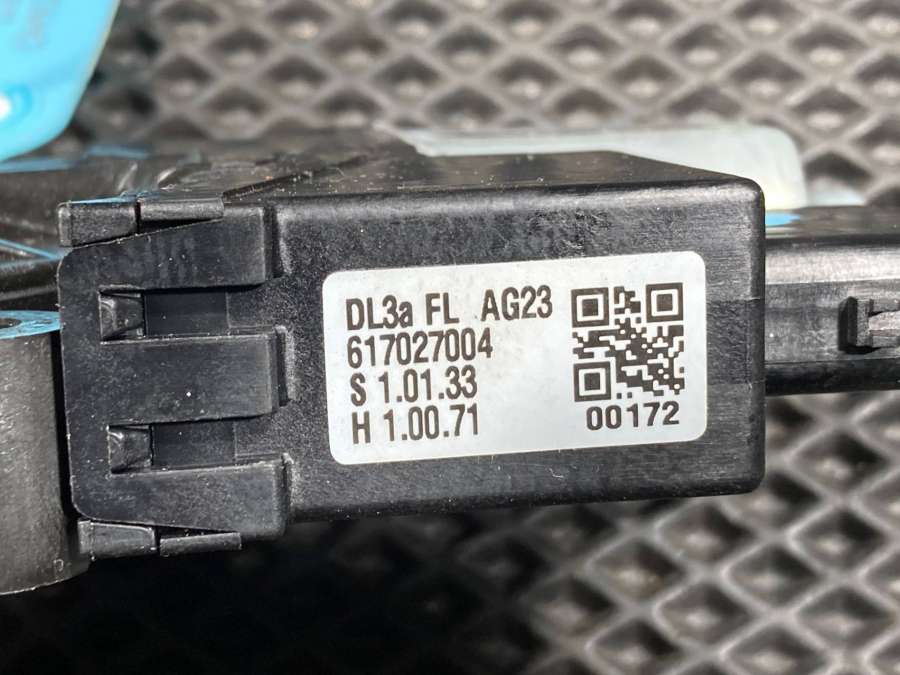 DL3a FL AG23
617027004
S 1.01.33
H 1.00.71
00172